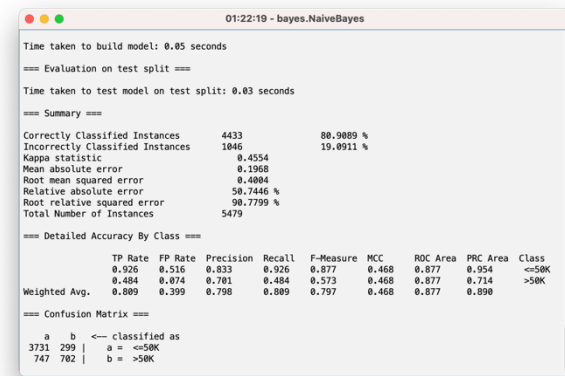 01:22:19 - bayes.NaiveBayes
Time taken to build model: 0.05 seconds
=== Evaluation on test split ===
Time taken to test model on test split: 0.03 seconds
=== Summary ===
Correctly Classified Instances 4433 80.9089 %
Incorrectly Classified Instances 1046 19.0911 %
Kappa statistic 0.4554
Mean absolute error 0.1968
Root mean squared error 0.4004
Relative absolute error 50.7446 %
Root relative squared error 90.7799 %
Total Number of Instances 5479
=== Detailed Accuracy By Class ===
TP Rate FP Rate Precision Recall F-Measure MCC ROC Area PRC Area Class
0.926 0.516 0.833 0.926 0.877 0.468 0.877 0.954 <=50K
0.484 0.074 0.701 0.484 0.573 0.468 0.877 0.714 >50K
Weighted Avg. 0.809 0.399 0.798 0.809 0.797 0.468 0.877 0.890
=== Confusion Matrix ===
a b <-- classified as
3731 299 | a = <=50K
747 702 | b = >50K